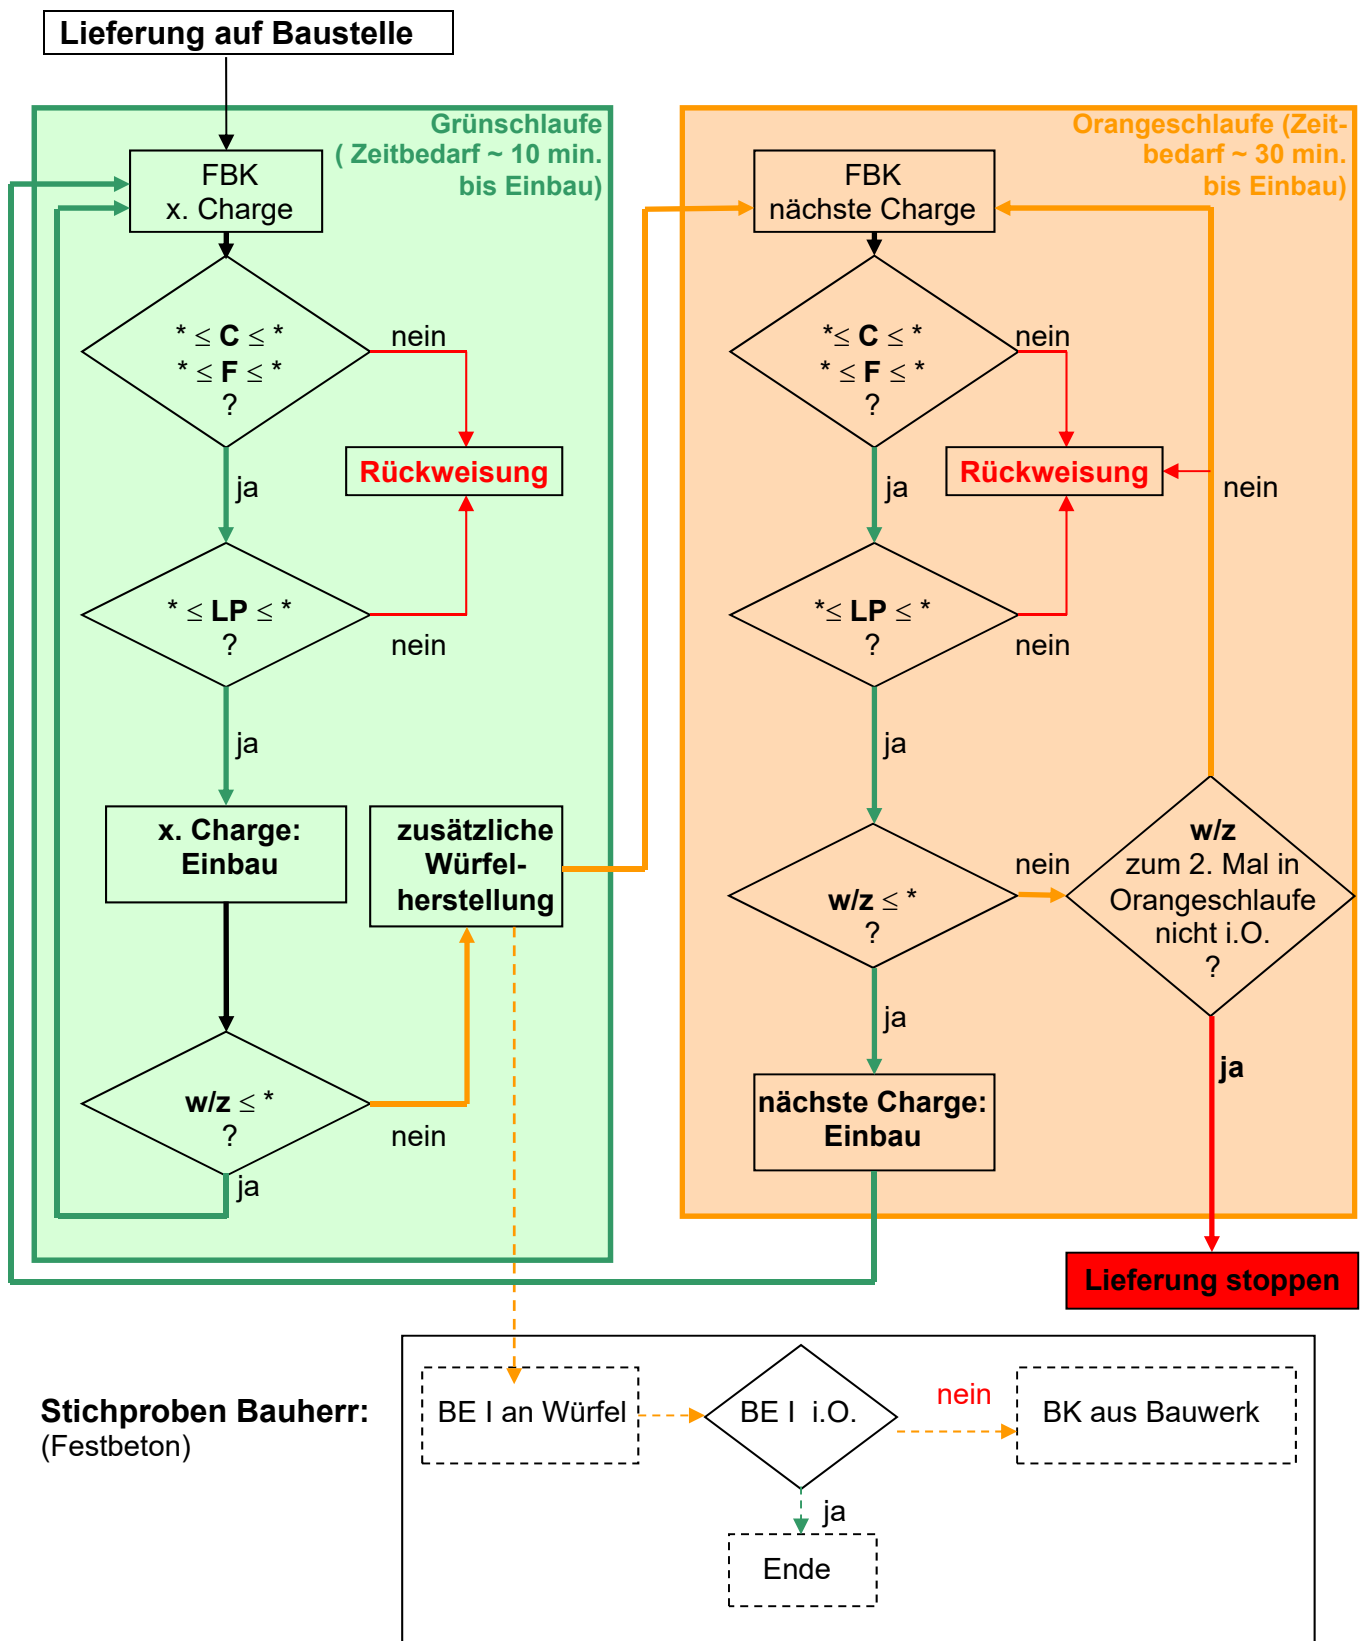 Lieferung auf Baustelle
Grünschlaufe
( Zeitbedarf ~ 10 min.
bis Einbau)
FBK
x. Charge
* ≤ C ≤ *
* ≤ F ≤ *
?
nein
Rückweisung
ja
* ≤ LP ≤ *
?
nein
ja
x. Charge:
Einbau
zusätzliche
Würfel-
herstellung
w/z ≤ *
?
nein
ja
Orangeschlaufe (Zeit-
bedarf ~ 30 min.
bis Einbau)
FBK
nächste Charge
*≤ C ≤ *
* ≤ F ≤ *
?
nein
Rückweisung
nein
ja
*≤ LP ≤ *
?
nein
ja
w/z ≤ *
?
nein
w/z
zum 2. Mal in
Orangeschlaufe
nicht i.O.
?
ja
ja
nächste Charge:
Einbau
Lieferung stoppen
Stichproben Bauherr:
(Festbeton)
BE I an Würfel
BE I i.O.
nein
BK aus Bauwerk
ja
Ende